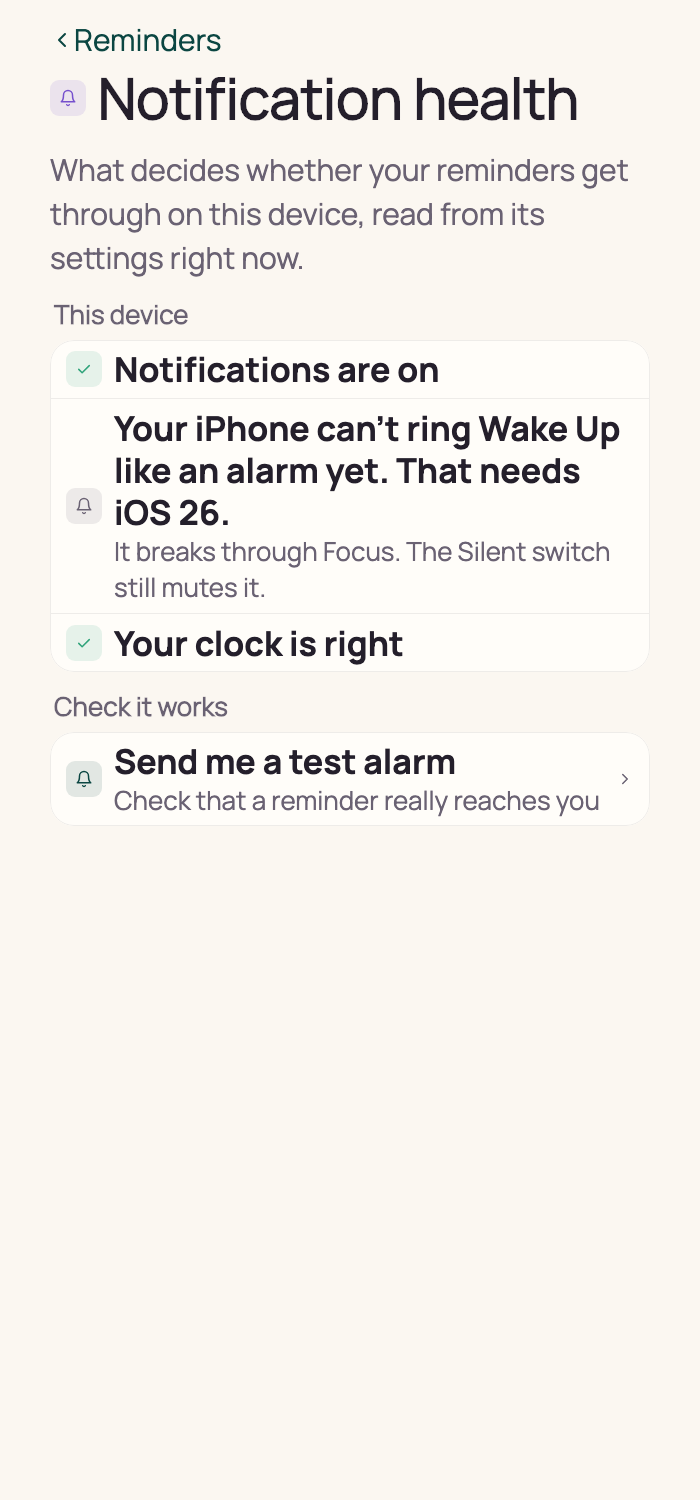 Reminders
Notification health
What decides whether your reminders get
through on this device, read from its
settings right now.
This device
Notifications are on
Your iPhone can’t ring Wake Up
like an alarm yet. That needs
iOS 26.
It breaks through Focus. The Silent switch
still mutes it.
Your clock is right
Check it works
Send me a test alarm
Check that a reminder really reaches you